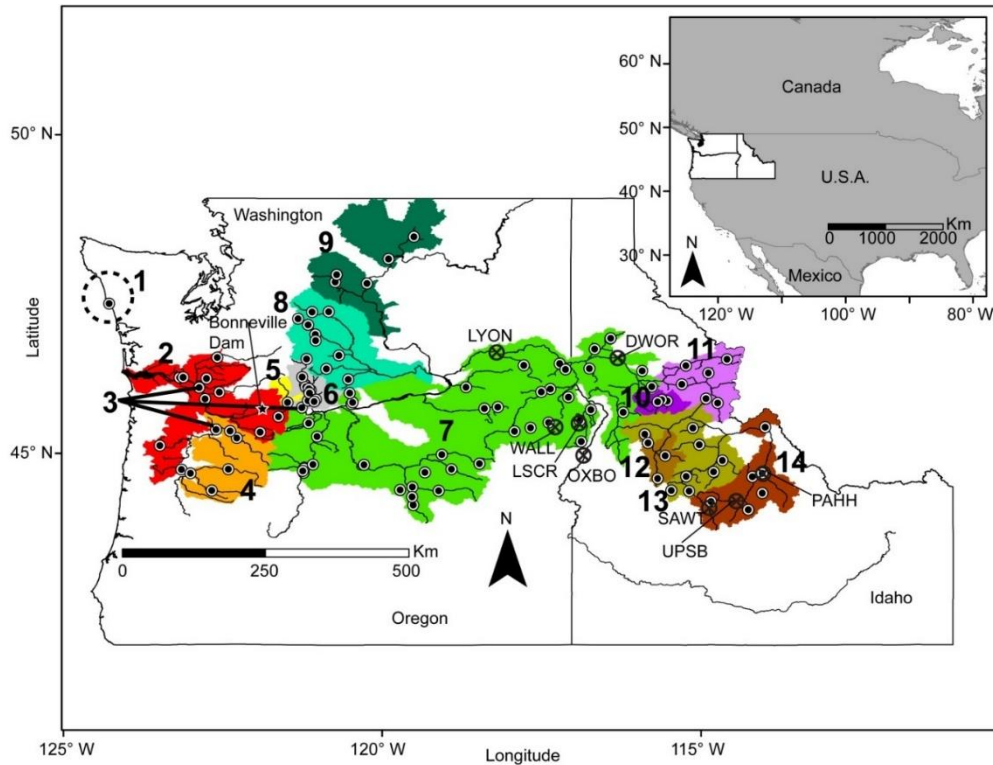 60° N
Canada
50° N
50° N
U.S.A.
40° N
Km
0 1000 2000
N
30° N
Mexico
120° W 100° W 80° W
Washington
9
1
8
Bonneville
Dam
LYON
DWOR
2
5
11
3
6
10
7
WALL
LSCR
OXBO
12
14
45° N
4
13
SAWT
PAHH
UPSB
N
Km
0 250 500
Oregon
Idaho
Latitude
125° W 120° W 115° W
Longitude